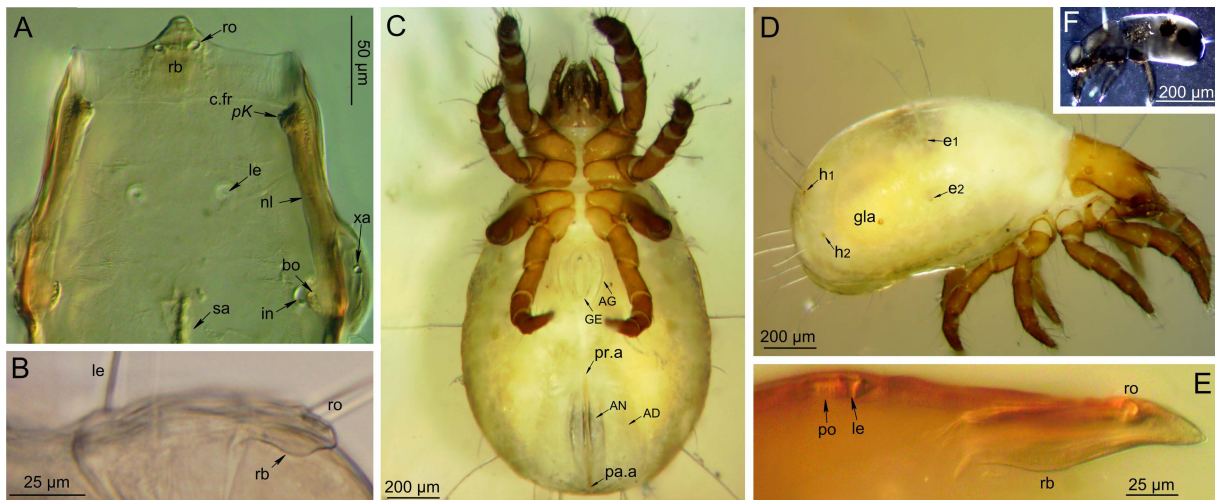 A
ro
rb
50 µm
c.fr
pK
le
nl
xa
bo
in
sa
B
le
ro
rb
25 µm
C
AG
GE
pr.a
AN
AD
pa.a
200 µm
D
e1
h1
e2
gla
h2
200 µm
F
200 µm
E
ro
po
le
rb
25 µm